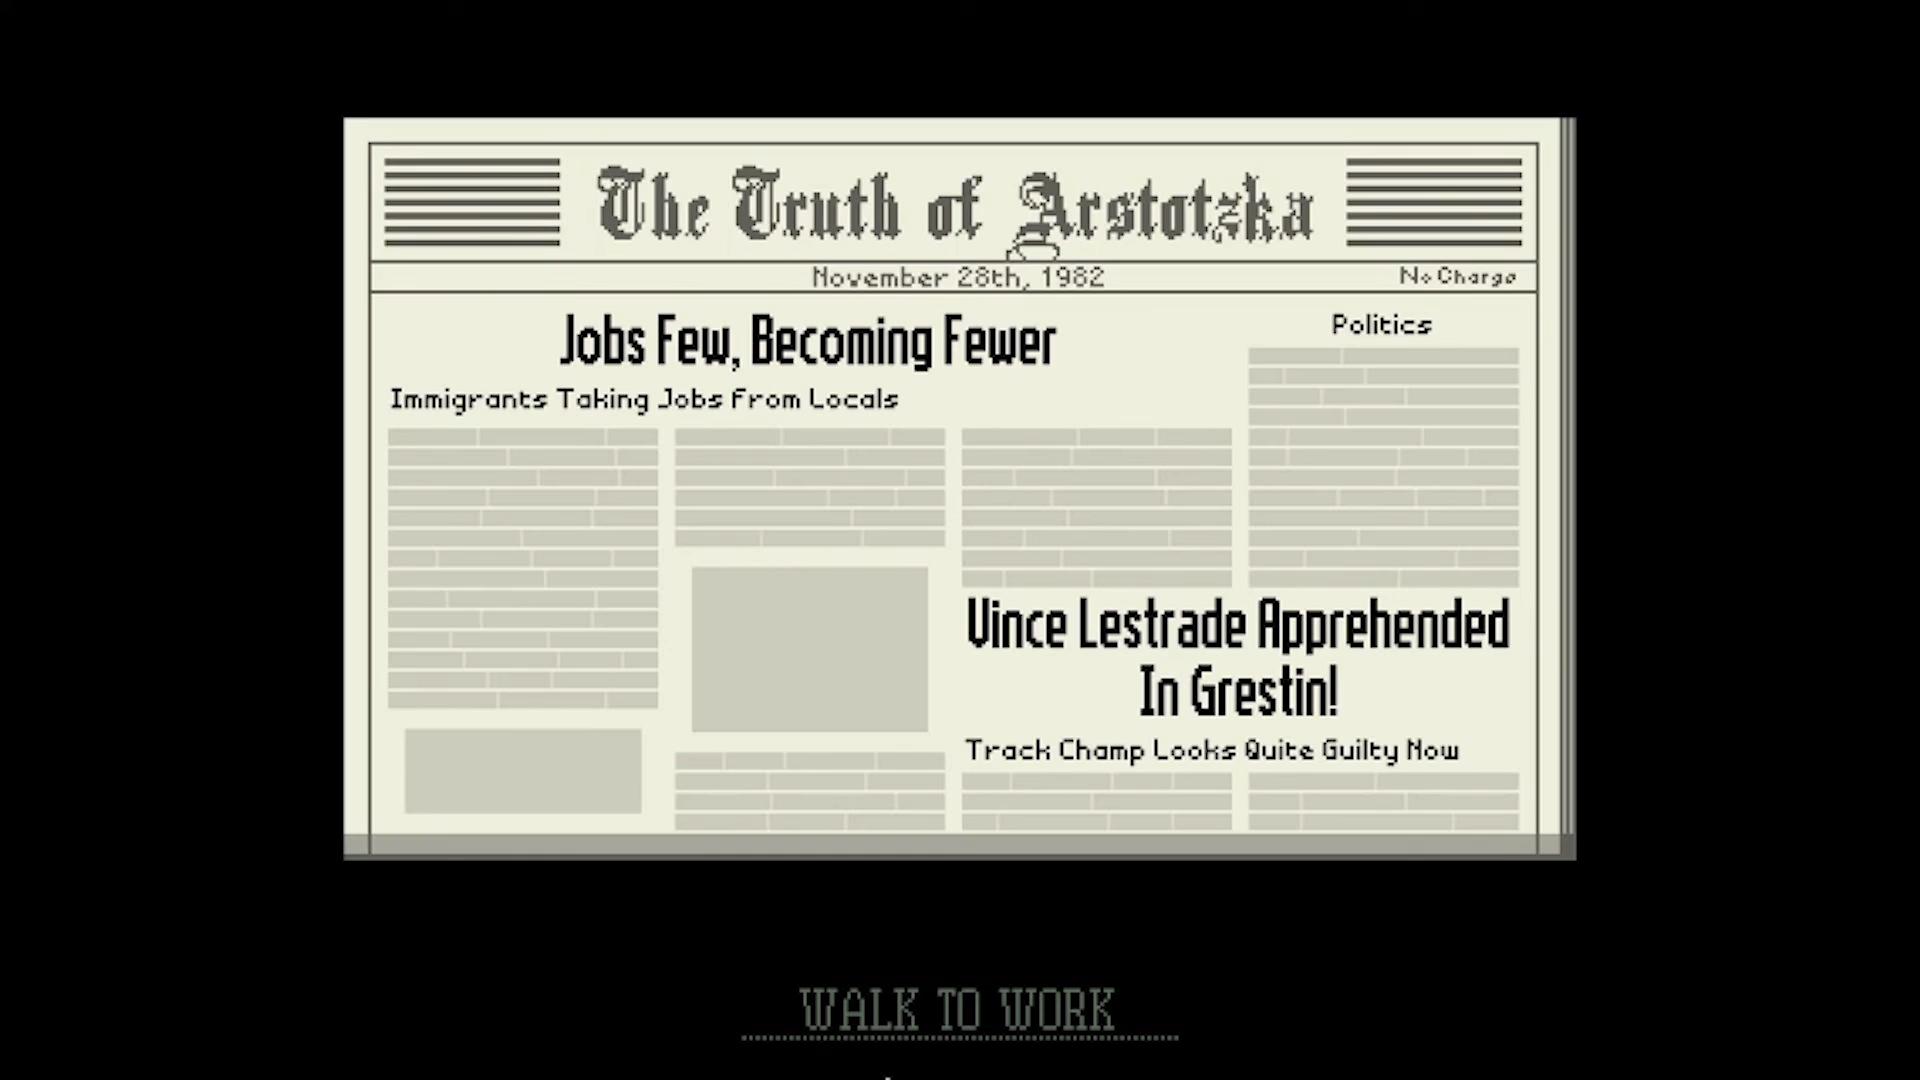 The Truth of Arstotzka
November 28th, 1982
No Charge
Jobs Few, Becoming Fewer
Immigrants Taking Jobs From Locals
Politics
Vince Lestrade Apprehended
In Grestin!
Track Champ Looks Quite Guilty Now
WALK TO WORK